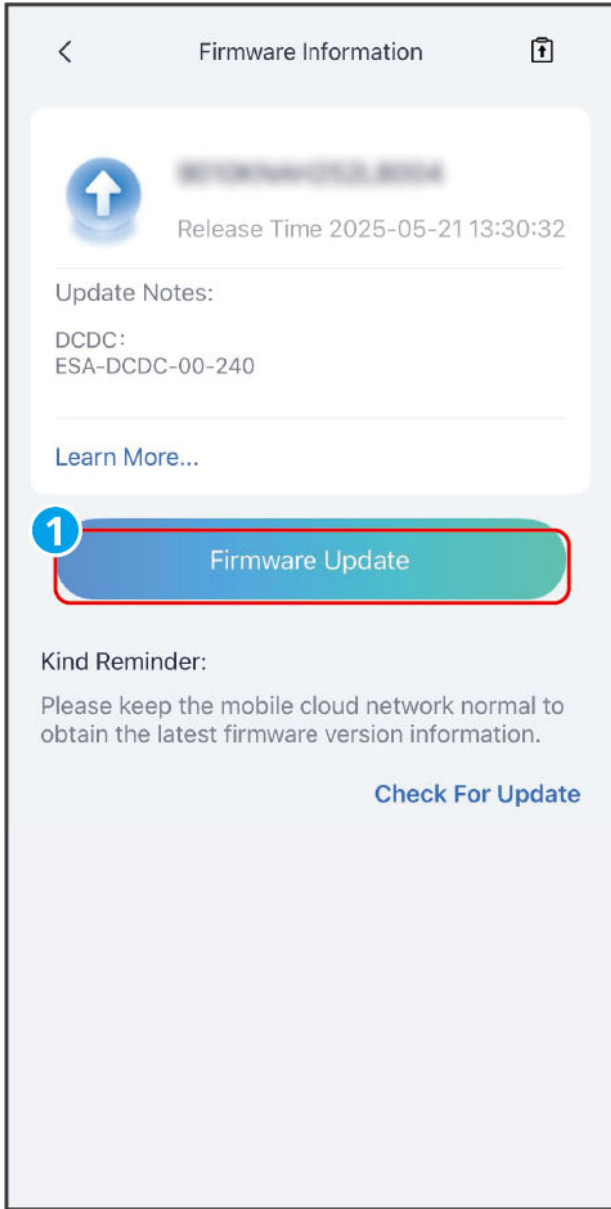 Firmware Information
Release Time 2025-05-21 13:30:32
Update Notes:
DCDC:
ESA-DCDC-00-240
Learn More...
1
Firmware Update
Kind Reminder:
Please keep the mobile cloud network normal to
obtain the latest firmware version information.
Check For Update